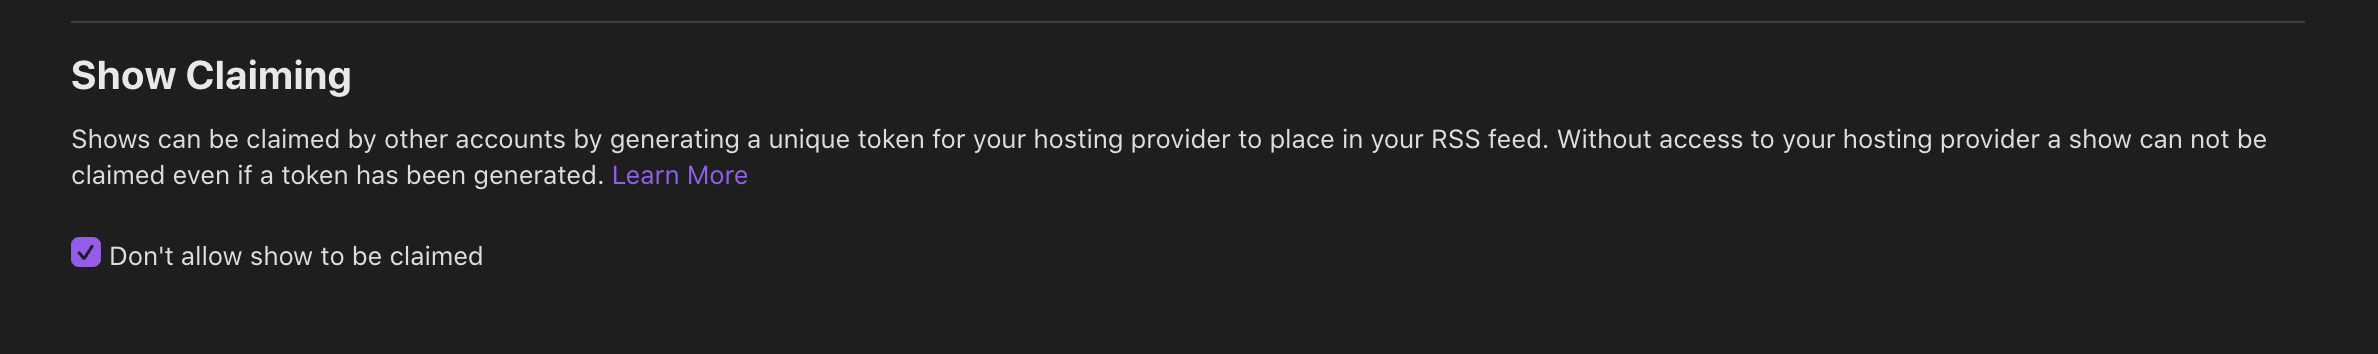 Show Claiming
Shows can be claimed by other accounts by generating a unique token for your hosting provider to place in your RSS feed. Without access to your hosting provider a show can not be
claimed even if a token has been generated. Learn More
Don't allow show to be claimed